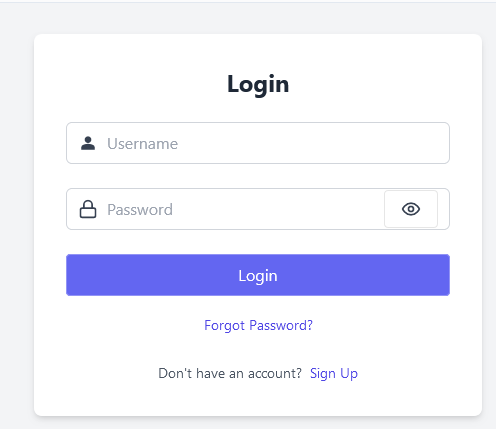 Login
Username
Password
Login
Forgot Password?
Don't have an account? Sign Up